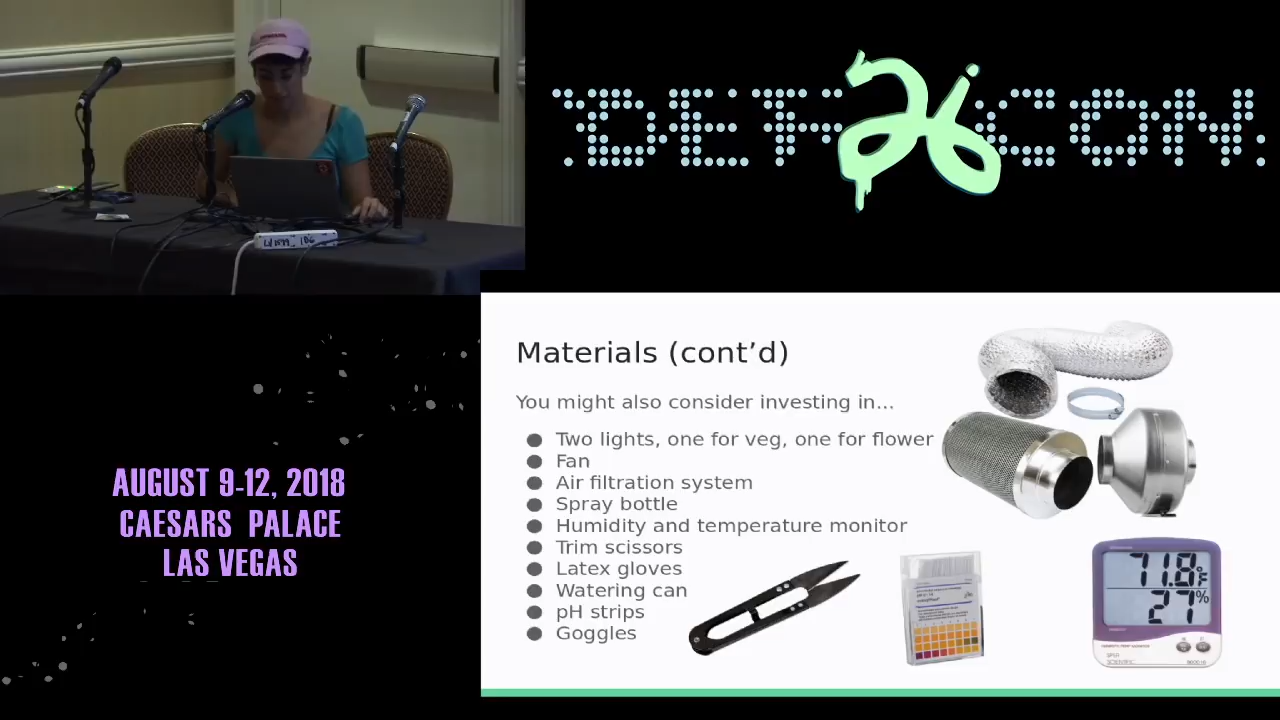 DEF 26 CON
AUGUST 9-12, 2018
CAESARS PALACE
LAS VEGAS
Materials (cont’d)
You might also consider investing in...
● Two lights, one for veg, one for flower
● Fan
● Air filtration system
● Spray bottle
● Humidity and temperature monitor
● Trim scissors
● Latex gloves
● Watering can
● pH strips
● Goggles
71.8°F
27%